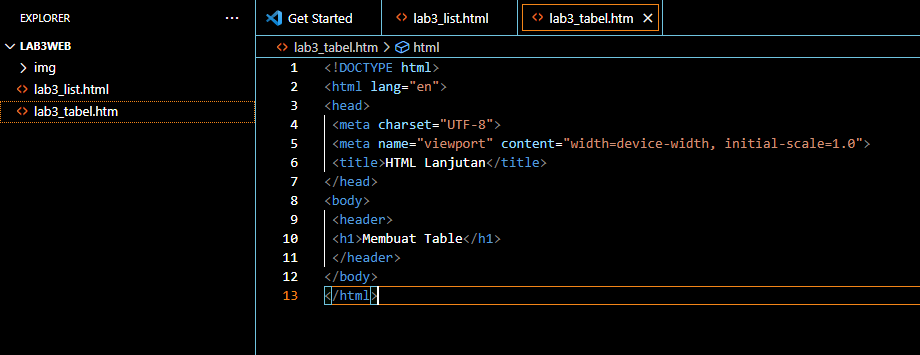 EXPLORER ...
LAB3WEB
img
lab3_list.html
lab3_tabel.htm
Get Started
lab3_list.html
lab3_tabel.htm
lab3_tabel.htm > html
1 <!DOCTYPE html>
2 <html lang="en">
3 <head>
4 <meta charset="UTF-8">
5 <meta name="viewport" content="width=device-width, initial-scale=1.0">
6 <title>HTML Lanjutan</title>
7 </head>
8 <body>
9 <header>
10 <h1>Membuat Table</h1>
11 </header>
12 </body>
13 </html>